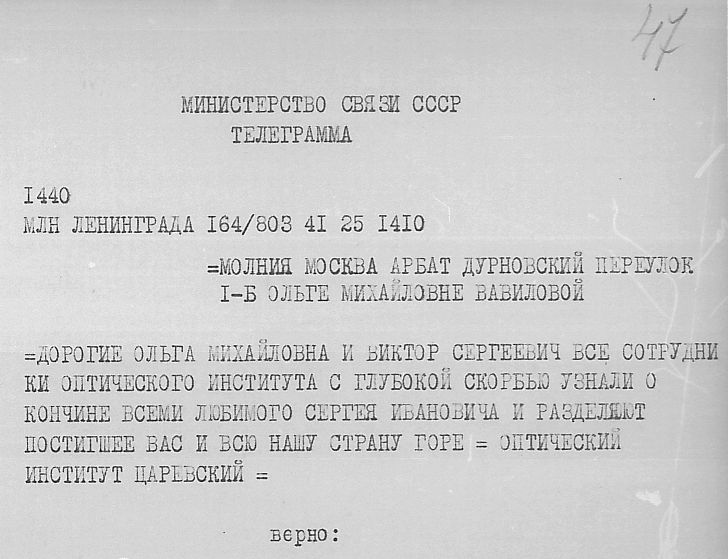 47
МИНИСТЕРСТВО СВЯЗИ СССР
ТЕЛЕГРАММА
I440
МЛН ЛЕНИНГРАДА I64/803 4I 25 I4I0
=МОЛНИЯ МОСКВА АРБАТ ДУРНОВСКИЙ ПЕРЕУЛОК
I-Б ОЛЬГЕ МИХАЙЛОВНЕ ВАВИЛОВОЙ
=ДОРОГИЕ ОЛЬГА МИХАЙЛОВНА И ВИКТОР СЕРГЕЕВИЧ ВСЕ СОТРУДНИ
КИ ОПТИЧЕСКОГО ИНСТИТУТА С ГЛУБОКОЙ СКОРБЬЮ УЗНАЛИ О
КОНЧИНЕ ВСЕМИ ЛЮБИМОГО СЕРГЕЯ ИВАНОВИЧА И РАЗДЕЛЯЮТ
ПОСТИГШЕЕ ВАС И ВСЮ НАШУ СТРАНУ ГОРЕ = ОПТИЧЕСКИЙ
ИНСТИТУТ ЦАРЕВСКИЙ =
верно: